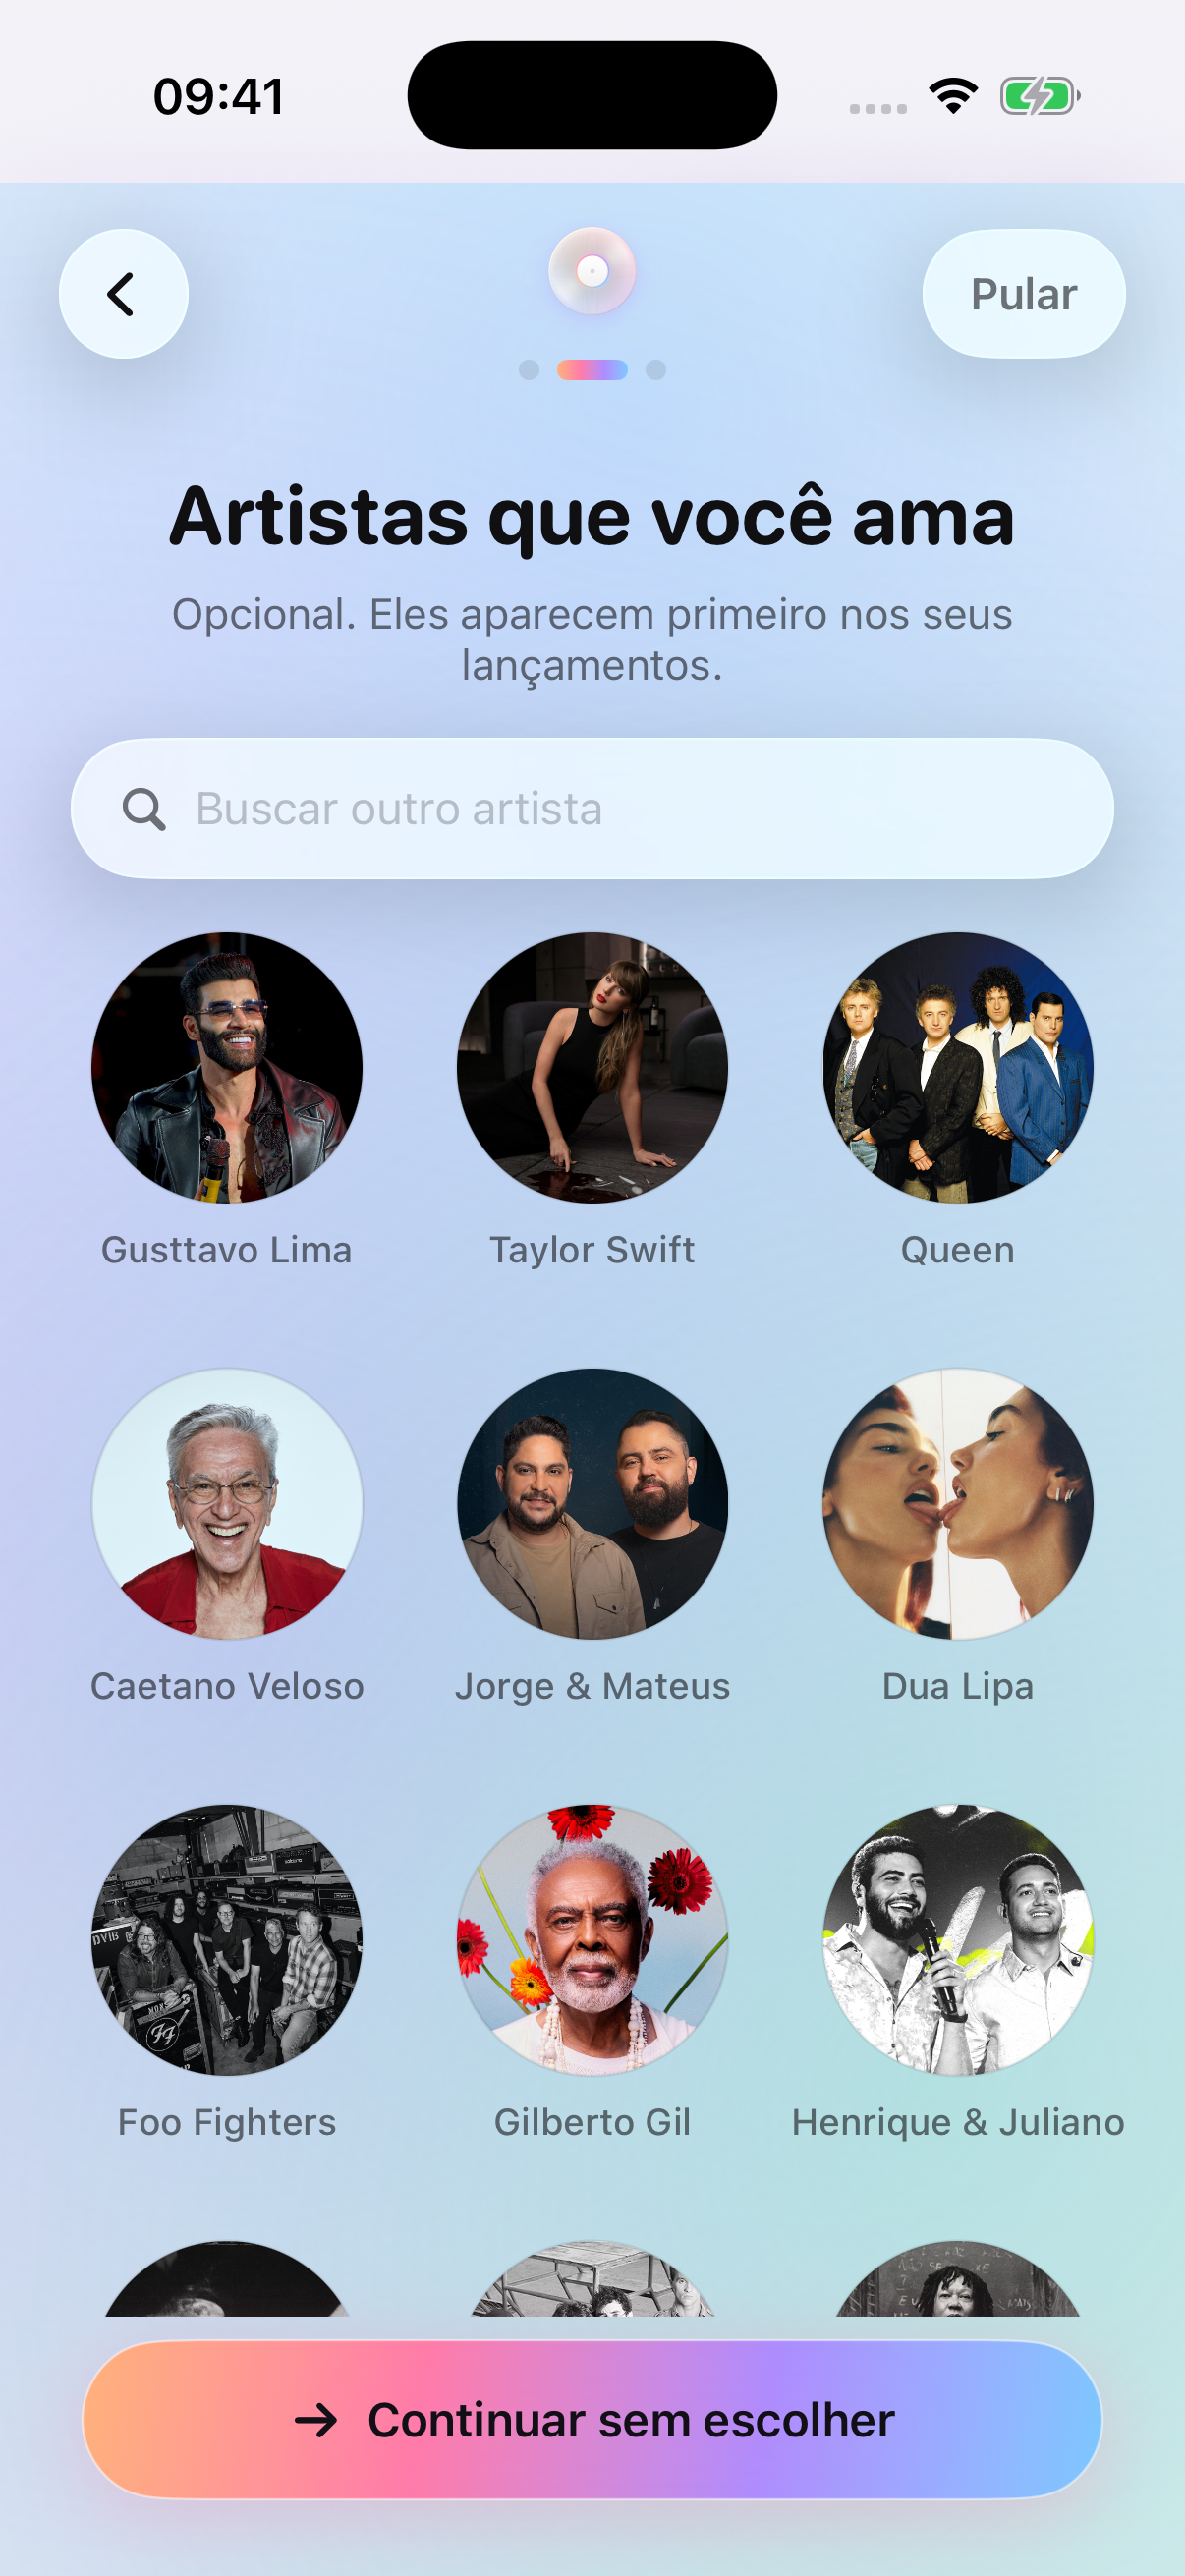 09:41
Pular
Artistas que você ama
Opcional. Eles aparecem primeiro nos seus
lançamentos.
Buscar outro artista
Gusttavo Lima
Taylor Swift
Queen
Caetano Veloso
Jorge & Mateus
Dua Lipa
Foo Fighters
Gilberto Gil
Henrique & Juliano
Continuar sem escolher